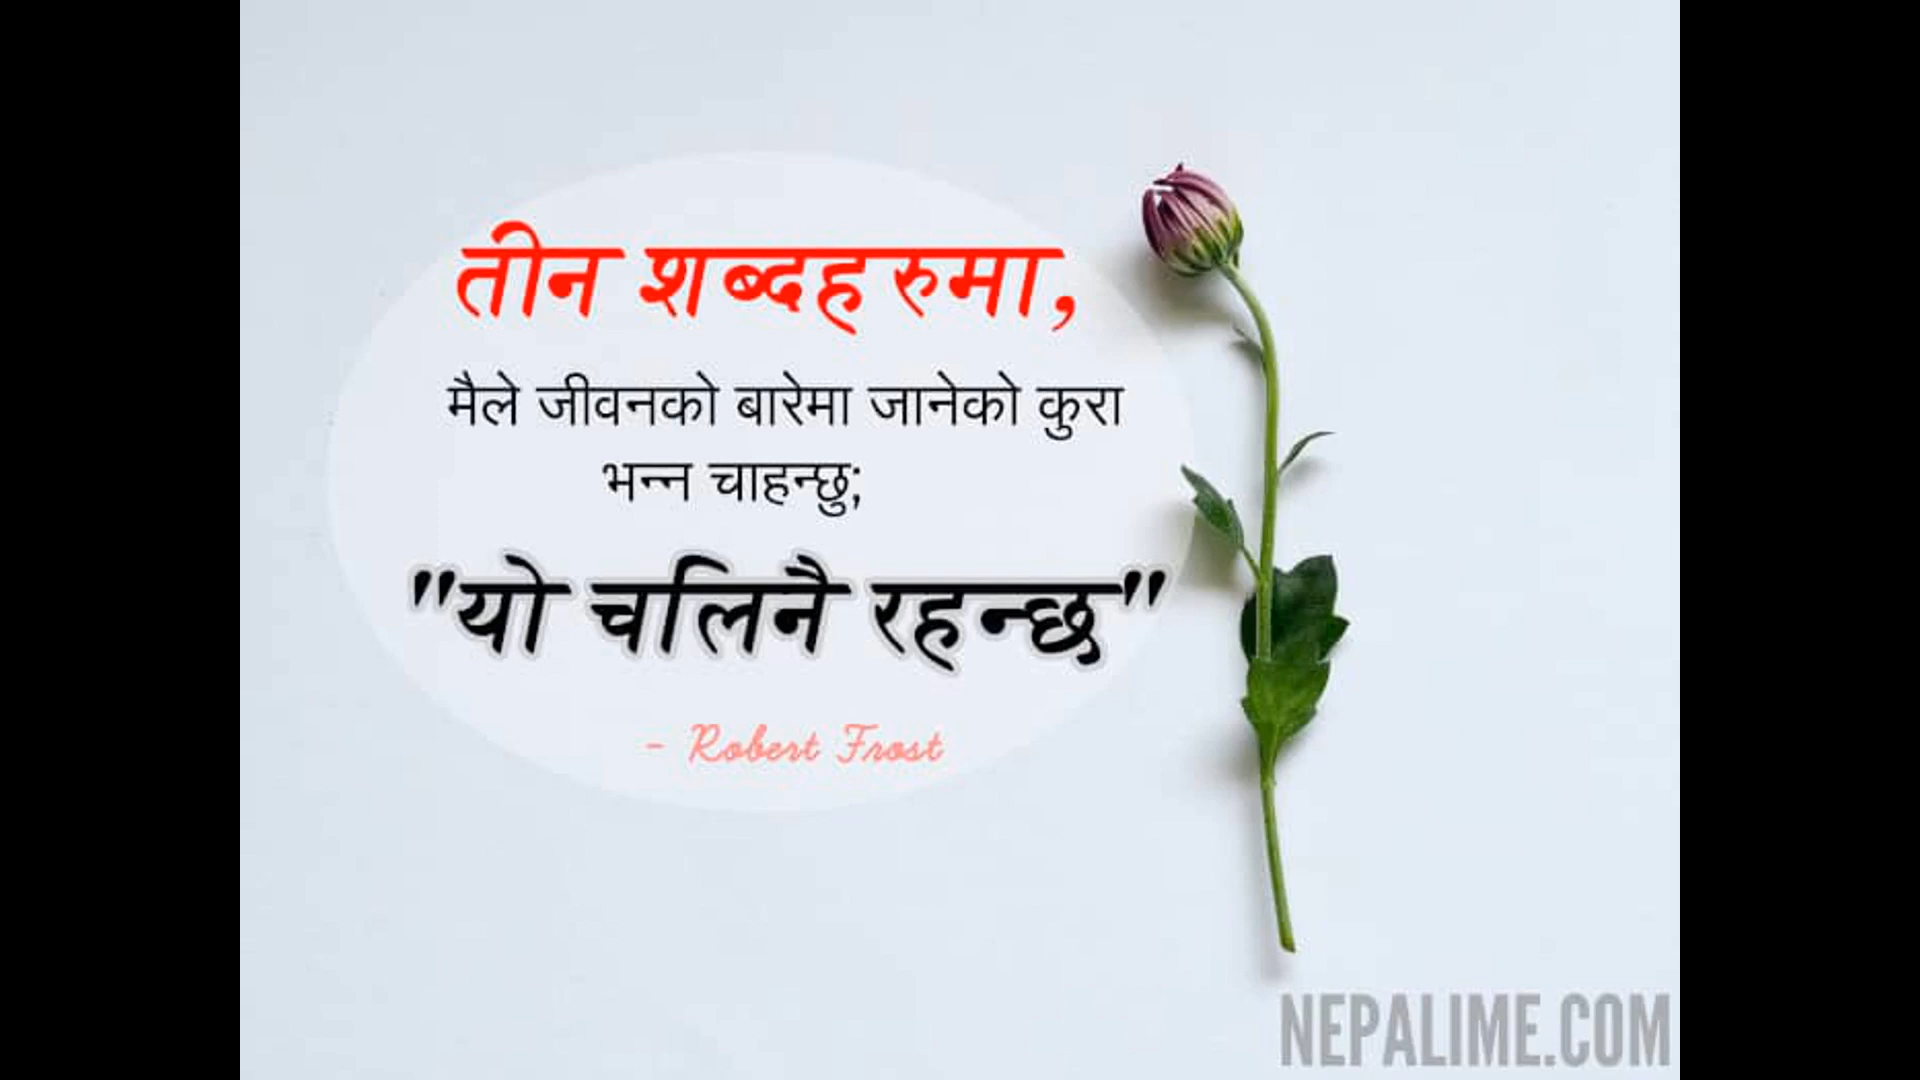 तीन शब्दहरुमा,
मैले जीवनको बारेमा जानेको कुरा
भन्न चाहन्छु;
"यो चलिनै रहन्छ"
- Robert Frost
NEPALIME.COM